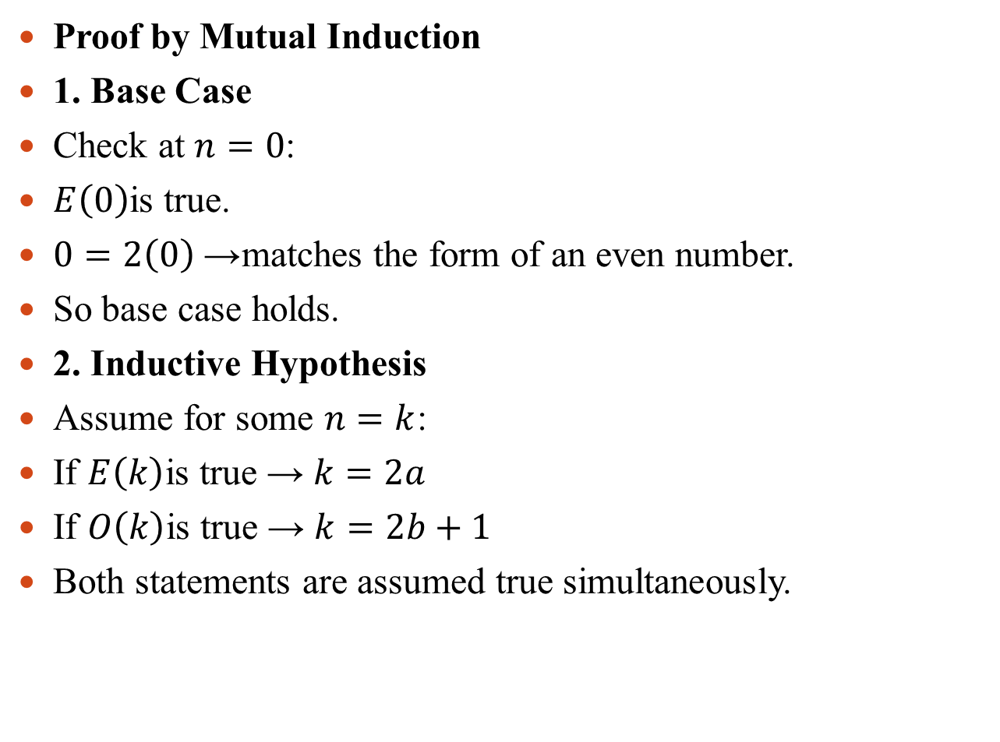 • Proof by Mutual Induction
• 1. Base Case
• Check at 𝑛 = 0:
• 𝐸(0)is true.
• 0 = 2(0) →matches the form of an even number.
• So base case holds.
• 2. Inductive Hypothesis
• Assume for some 𝑛 = 𝑘:
• If 𝐸(𝑘)is true → 𝑘 = 2𝑎
• If 𝑂(𝑘)is true → 𝑘 = 2𝑏 + 1
• Both statements are assumed true simultaneously.